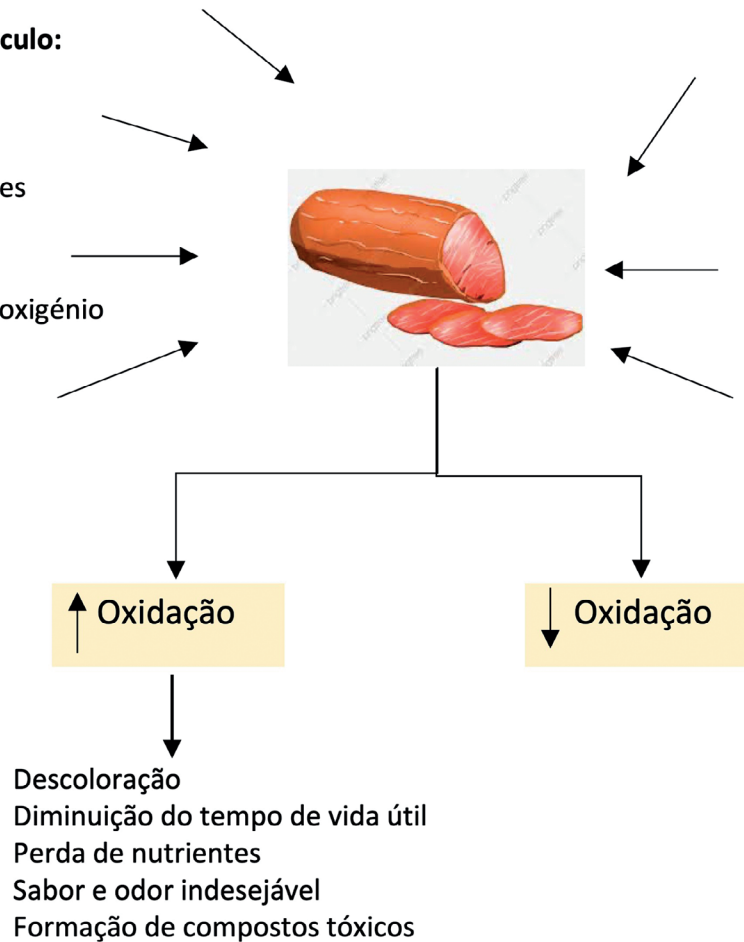 culo:
es
oxigénio
Oxidação
Oxidação
Descoloração
Diminuição do tempo de vida útil
Perda de nutrientes
Sabor e odor indesejável
Formação de compostos tóxicos